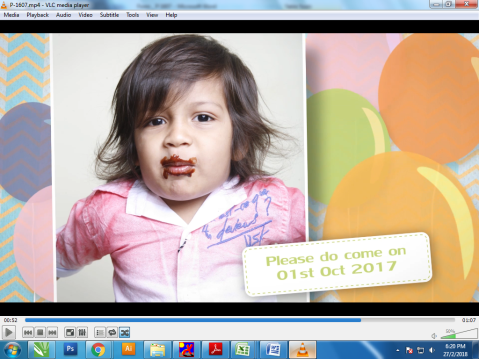 P-1607.mp4 - VLC media player
Media Playback Audio Video Subtitle Tools View Help
Please do come on
01st Oct 2017
00:52
01:07
6:20 PM
27/2/2018